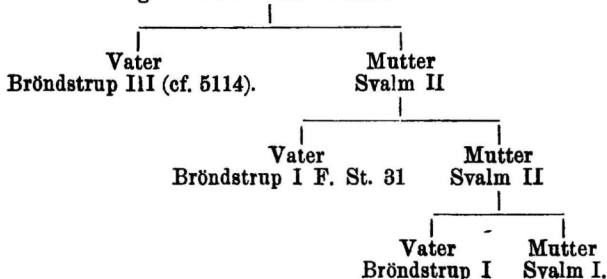 Vater Mutter
Bröndstrup III (cf. 5114). Svalm II
Vater Mutter
Bröndstrup I F. St. 31 Svalm II
Vater Mutter
Bröndstrup I Svalm I.